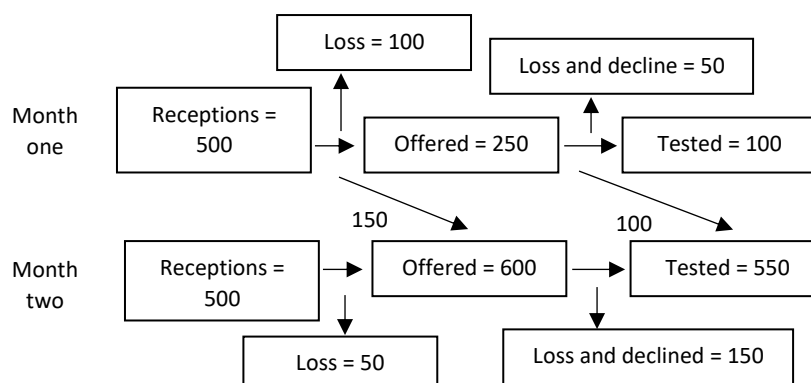 Loss = 100
Loss and decline = 50
Month
one
Receptions =
500
Offered = 250
Tested = 100
150
100
Month
two
Receptions =
500
Offered = 600
Tested = 550
Loss = 50
Loss and declined = 150